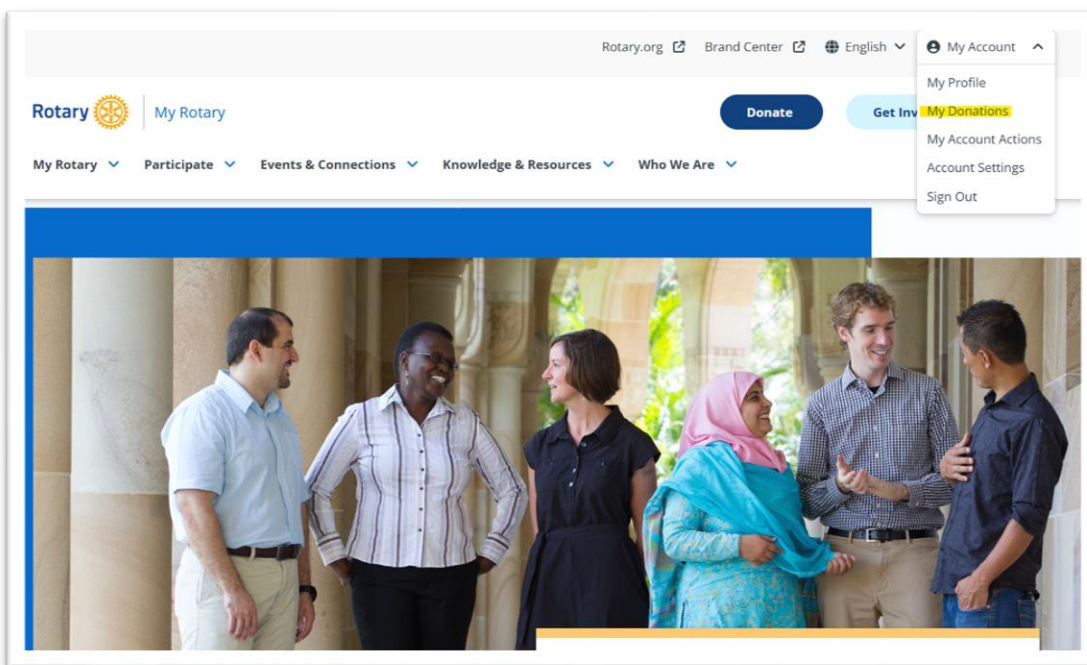 Rotary.org Brand Center English My Account
My Profile
Rotary My Rotary Donate Get Inv My Donations
My Account Actions
My Rotary Participate Events & Connections Knowledge & Resources Who We Are Account Settings
Sign Out